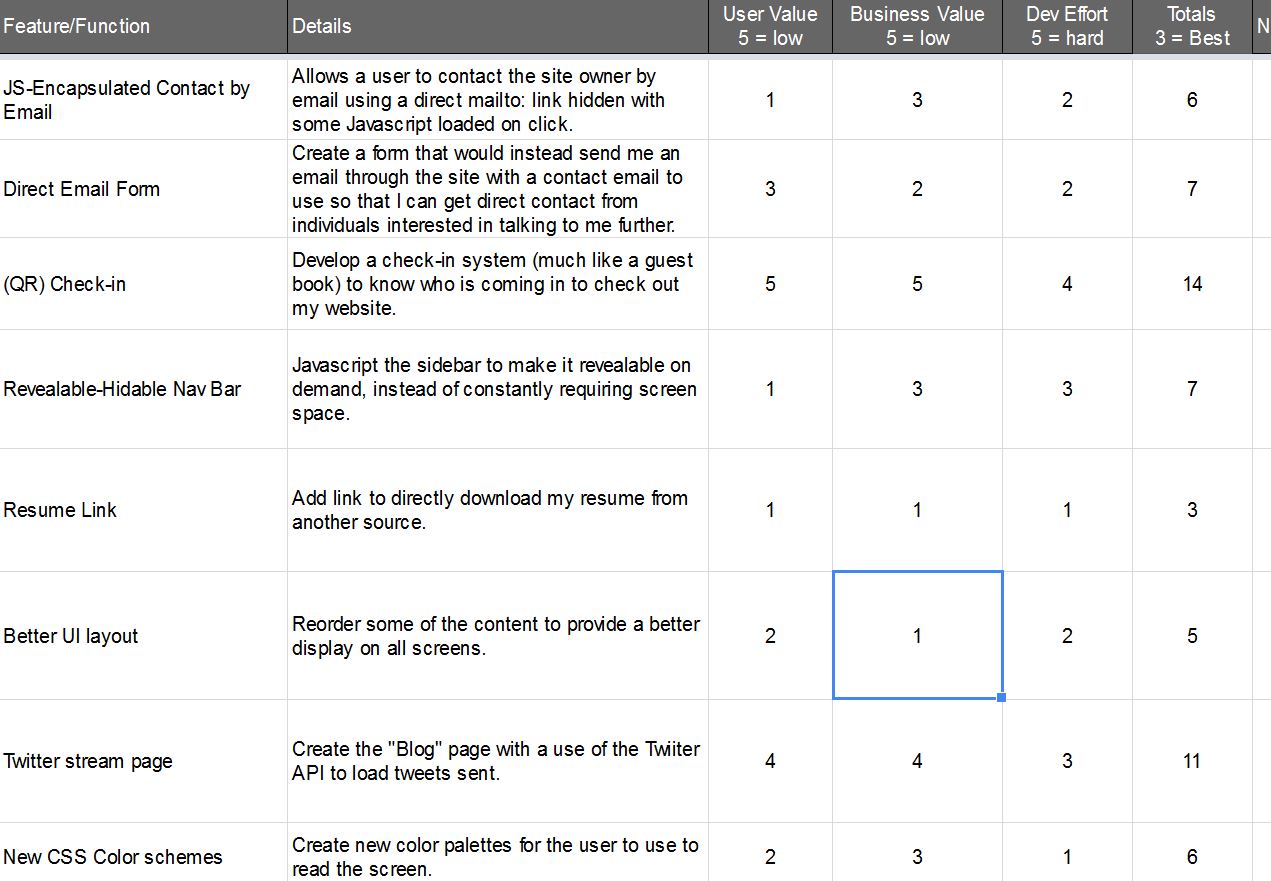 Feature/Function Details User Value Business Value Dev Effort Totals N
5 = low 5 = low 5 = hard 3 = Best
JS-Encapsulated Contact by
Email
Allows a user to contact the site owner by
email using a direct mailto: link hidden with
some Javascript loaded on click.
1 3 2 6
Direct Email Form
Create a form that would instead send me an
email through the site with a contact email to
use so that I can get direct contact from
individuals interested in talking to me further.
3 2 2 7
(QR) Check-in
Develop a check-in system (much like a guest
book) to know who is coming in to check out
my website.
5 5 4 14
Revealable-Hidable Nav Bar
Javascript the sidebar to make it revealable on
demand, instead of constantly requiring screen
space.
1 3 3 7
Resume Link
Add link to directly download my resume from
another source.
1 1 1 3
Better UI layout
Reorder some of the content to provide a better
display on all screens.
2 1 2 5
Twitter stream page
Create the "Blog" page with a use of the Twiiter
API to load tweets sent.
4 4 3 11
New CSS Color schemes
Create new color palettes for the user to use to
read the screen.
2 3 1 6